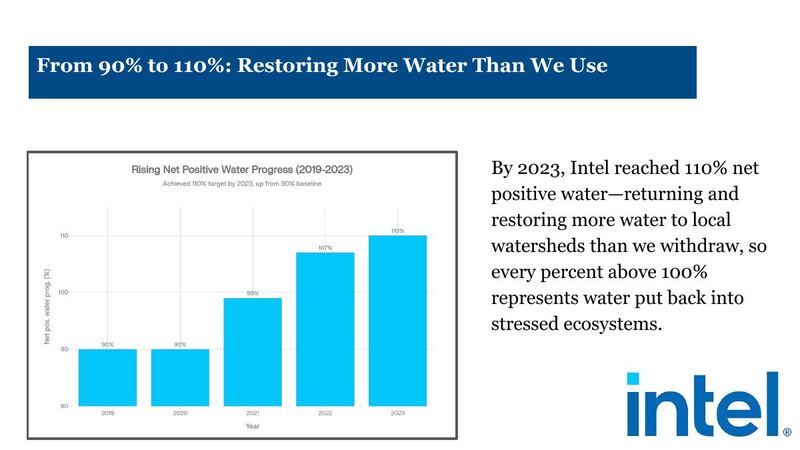 From 90% to 110%: Restoring More Water Than We Use
Rising Net Positive Water Progress (2019-2023)
Achieved 110% target by 2023, up from 90% baseline
Net pos. water prog. (%)
110
100
90
80
90%
90%
99%
107%
110%
2019
2020
2021
2022
2023
Year
By 2023, Intel reached 110% net
positive water—returning and
restoring more water to local
watersheds than we withdraw, so
every percent above 100%
represents water put back into
stressed ecosystems.
intel®